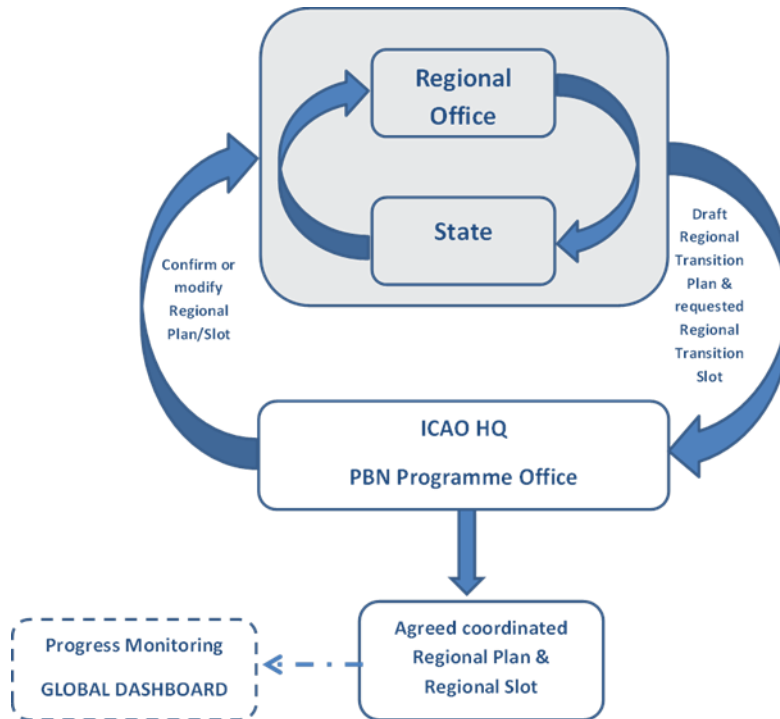 Regional
Office
State
Confirm or
modify
Regional
Plan/Slot
Draft
Regional
Transition
Plan &
requested
Regional
Transition
Slot
ICAO HQ
PBN Programme Office
Agreed coordinated
Regional Plan &
Regional Slot
Progress Monitoring
GLOBAL DASHBOARD